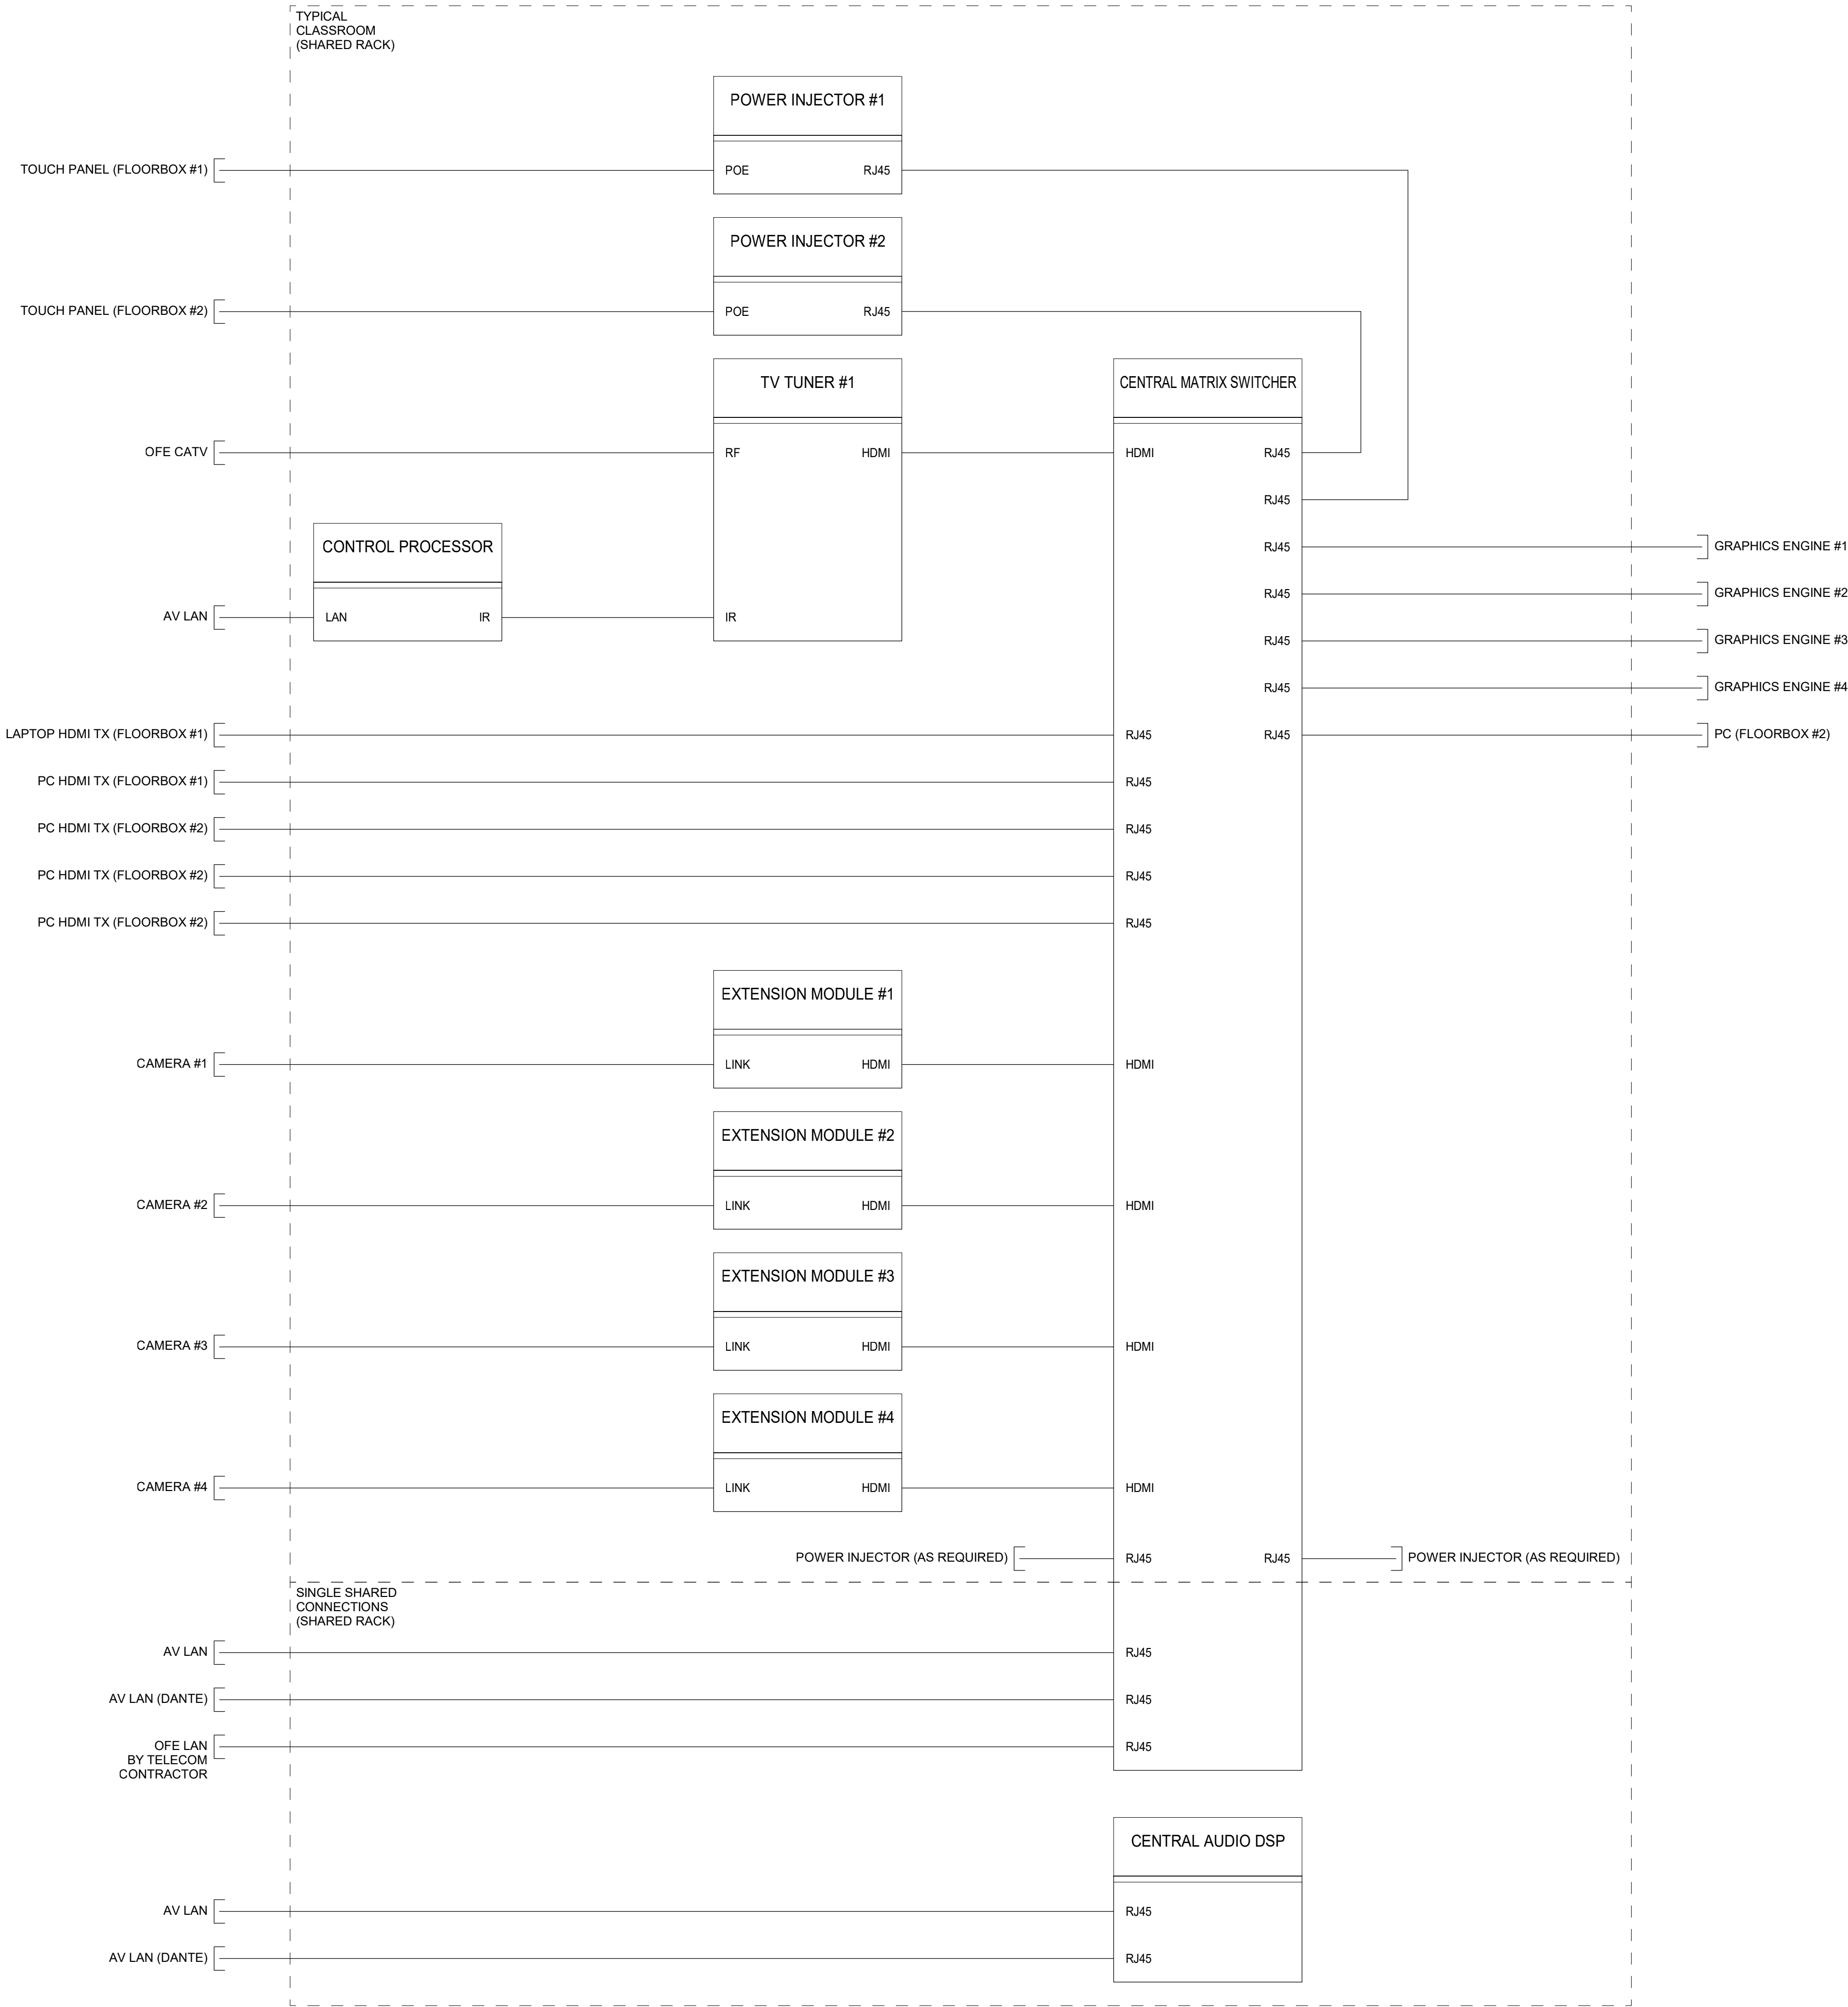 TYPICAL
CLASSROOM
(SHARED RACK)
POWER INJECTOR #1
TOUCH PANEL (FLOORBOX #1)
POE
RJ45
POWER INJECTOR #2
TOUCH PANEL (FLOORBOX #2)
POE
RJ45
TV TUNER #1
CENTRAL MATRIX SWITCHER
OFE CATV
RF
HDMI
HDMI
RJ45
RJ45
CONTROL PROCESSOR
RJ45
GRAPHICS ENGINE #1
RJ45
GRAPHICS ENGINE #2
AV LAN
LAN
IR
IR
RJ45
GRAPHICS ENGINE #3
RJ45
GRAPHICS ENGINE #4
LAPTOP HDMI TX (FLOORBOX #1)
RJ45
RJ45
PC (FLOORBOX #2)
PC HDMI TX (FLOORBOX #1)
RJ45
PC HDMI TX (FLOORBOX #2)
RJ45
PC HDMI TX (FLOORBOX #2)
RJ45
PC HDMI TX (FLOORBOX #2)
RJ45
EXTENSION MODULE #1
CAMERA #1
LINK
HDMI
HDMI
EXTENSION MODULE #2
CAMERA #2
LINK
HDMI
HDMI
EXTENSION MODULE #3
CAMERA #3
LINK
HDMI
HDMI
EXTENSION MODULE #4
CAMERA #4
LINK
HDMI
HDMI
POWER INJECTOR (AS REQUIRED)
RJ45
RJ45
POWER INJECTOR (AS REQUIRED)
SINGLE SHARED
CONNECTIONS
(SHARED RACK)
AV LAN
RJ45
AV LAN (DANTE)
RJ45
OFE LAN
BY TELECOM
CONTRACTOR
RJ45
CENTRAL AUDIO DSP
AV LAN
RJ45
AV LAN (DANTE)
RJ45